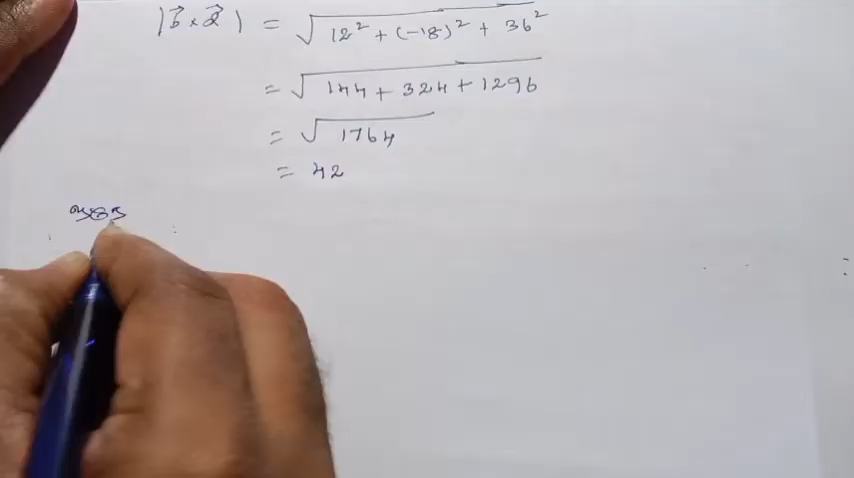 |b⃗ × a⃗| = √12² + (-18)² + 36²
= √144 + 324 + 1296
= √1764
= 42